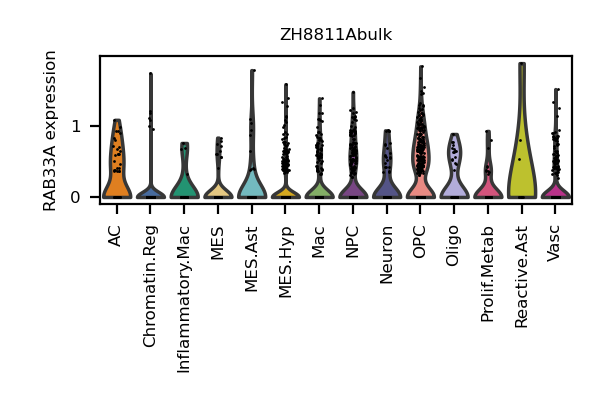 ZH8811Abulk
RAB33A expression
1
0
AC
Chromatin.Reg
Inflammatory.Mac
MES
MES.Ast
MES.Hyp
Mac
NPC
Neuron
OPC
Oligo
Prolif.Metab
Reactive.Ast
Vasc